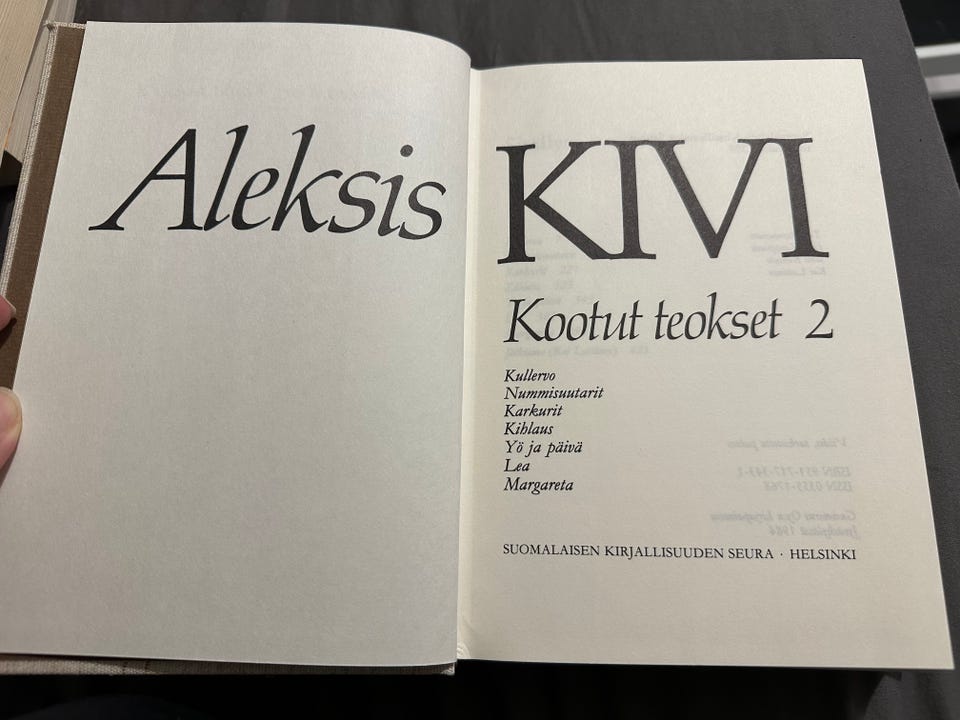 Aleksis
KIVI
Kootut teokset 2
Kullervo
Nummisuutarit
Karkurit
Kihlaus
Yö ja päivä
Lea
Margareta
SUOMALAISEN KIRJALLISUUDEN SEURA · HELSINKI